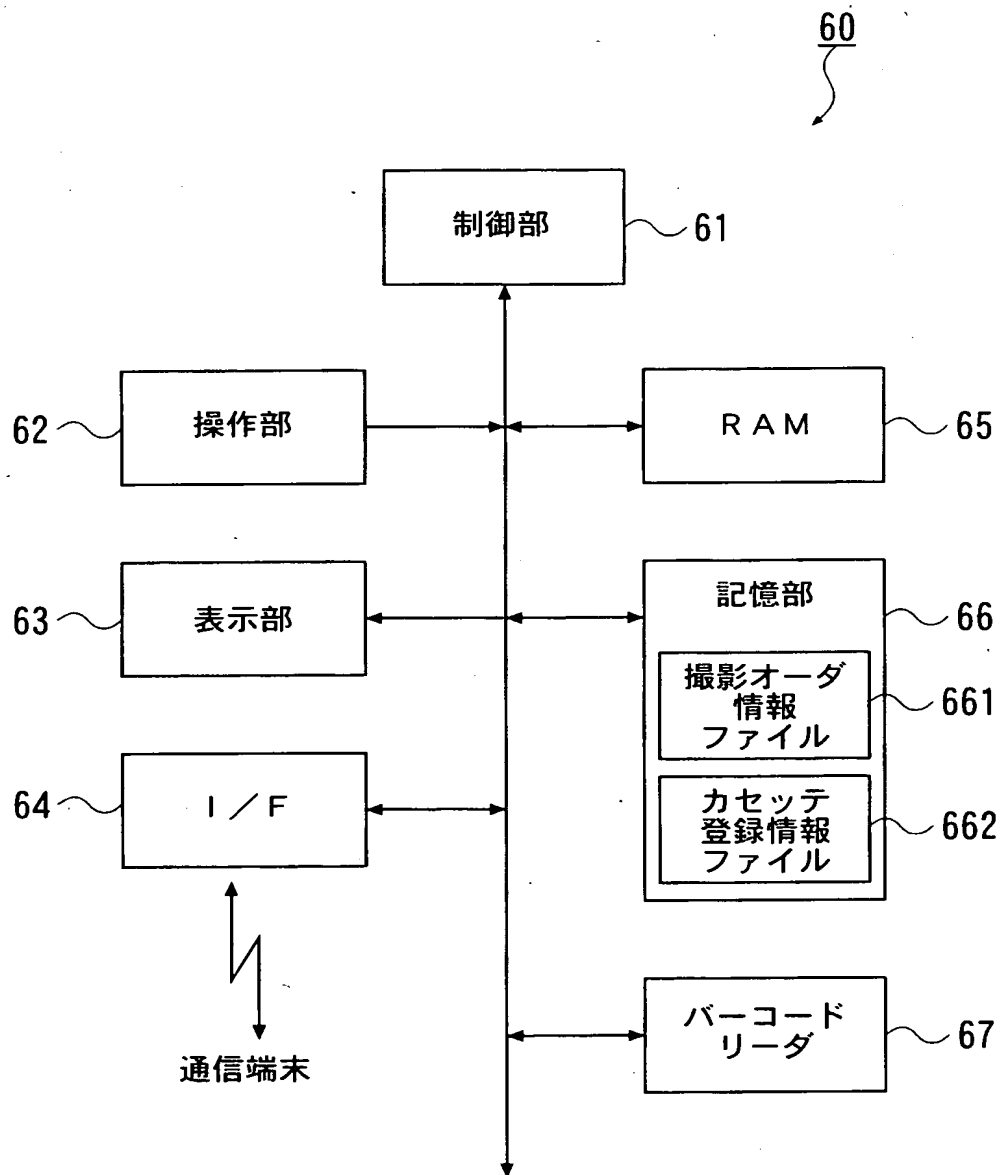 60
制御部
61
62
操作部
RAM
65
63
表示部
記憶部
66
撮影オーダ
情報
ファイル
661
64
I/F
カセッテ
登録情報
ファイル
662
通信端末
バーコード
リーダ
67